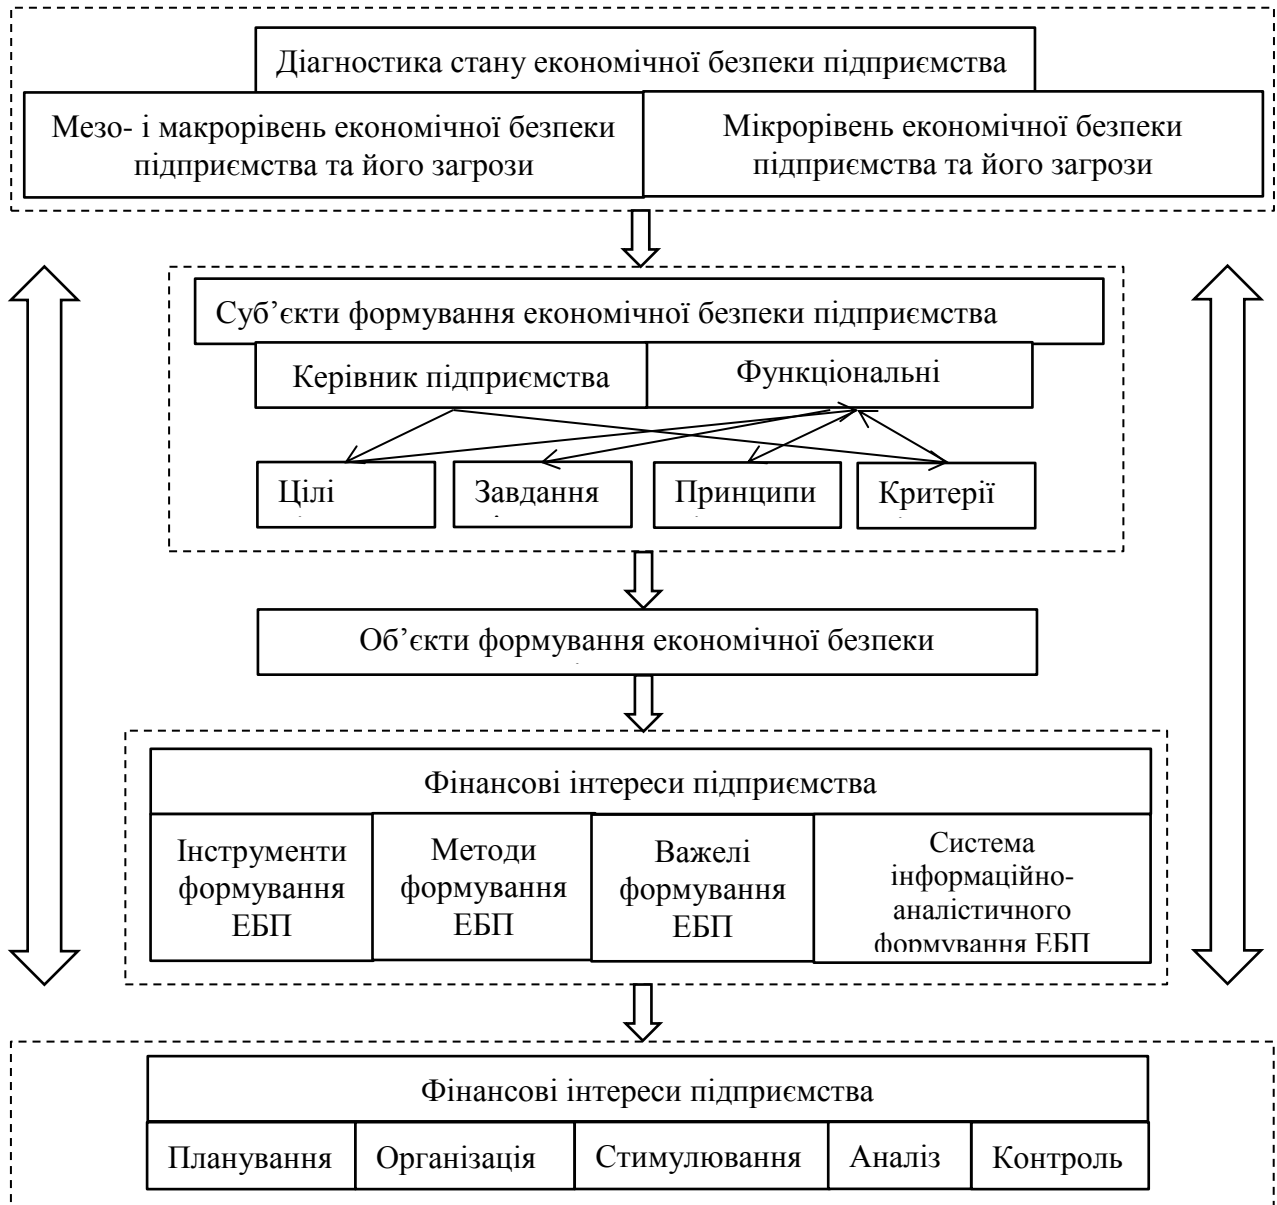 Діагностика стану економічної безпеки підприємства
Мезо- і макрорівень економічної безпеки
підприємства та його загрози
Мікрорівень економічної безпеки
підприємства та його загрози
Суб’єкти формування економічної безпеки підприємства
Керівник підприємства
Функціональні
Цілі
Завдання
Принципи
Критерії
Об’єкти формування економічної безпеки
Фінансові інтереси підприємства
Інструменти
формування
ЕБП
Методи
формування
ЕБП
Важелі
формування
ЕБП
Система
інформаційно-
аналістичного
формування ЕБП
Фінансові інтереси підприємства
Планування
Організація
Стимулювання
Аналіз
Контроль